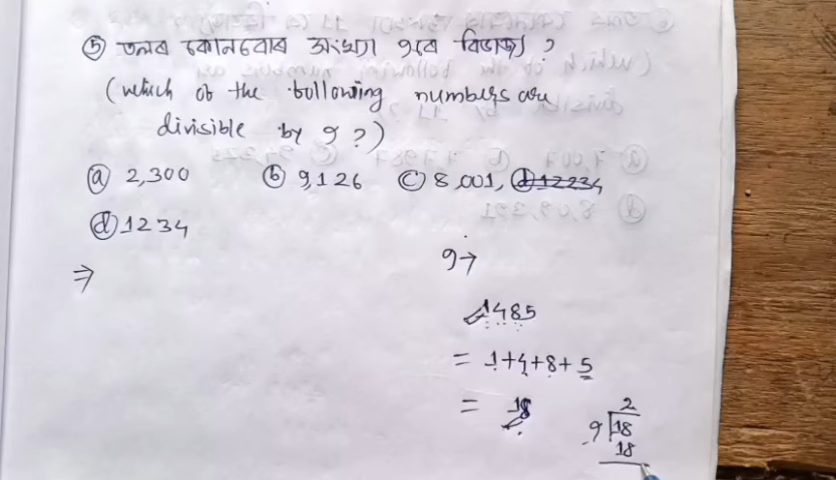 ⑤ তলৰ কোনবোৰ সংখ্যা 9ৰে বিভাজ্য ?
(which of the following numbers are
divisible by 9 ?)
ⓐ 2,300 ⓑ 9,126 ⓒ 8,001,
ⓓ 1234
⇒
9→
1485
= 1+4+8+5
= 18
2
9 18
18